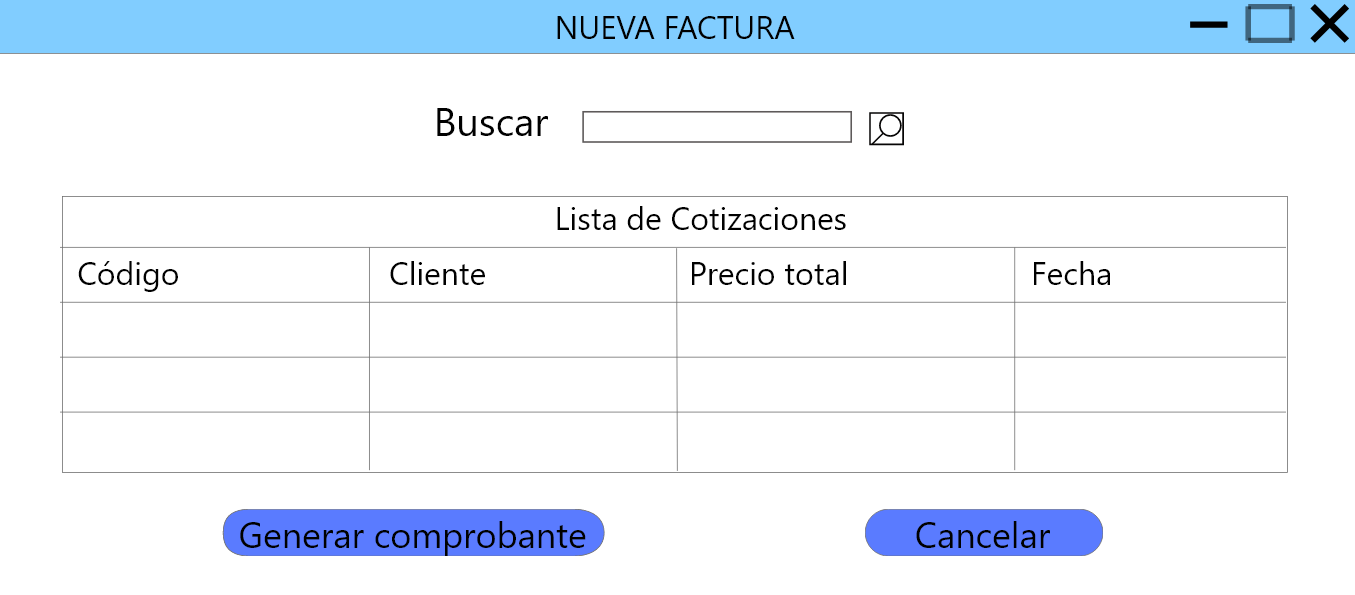 NUEVA FACTURA
Buscar
Lista de Cotizaciones
Código Cliente Precio total Fecha
Generar comprobante Cancelar